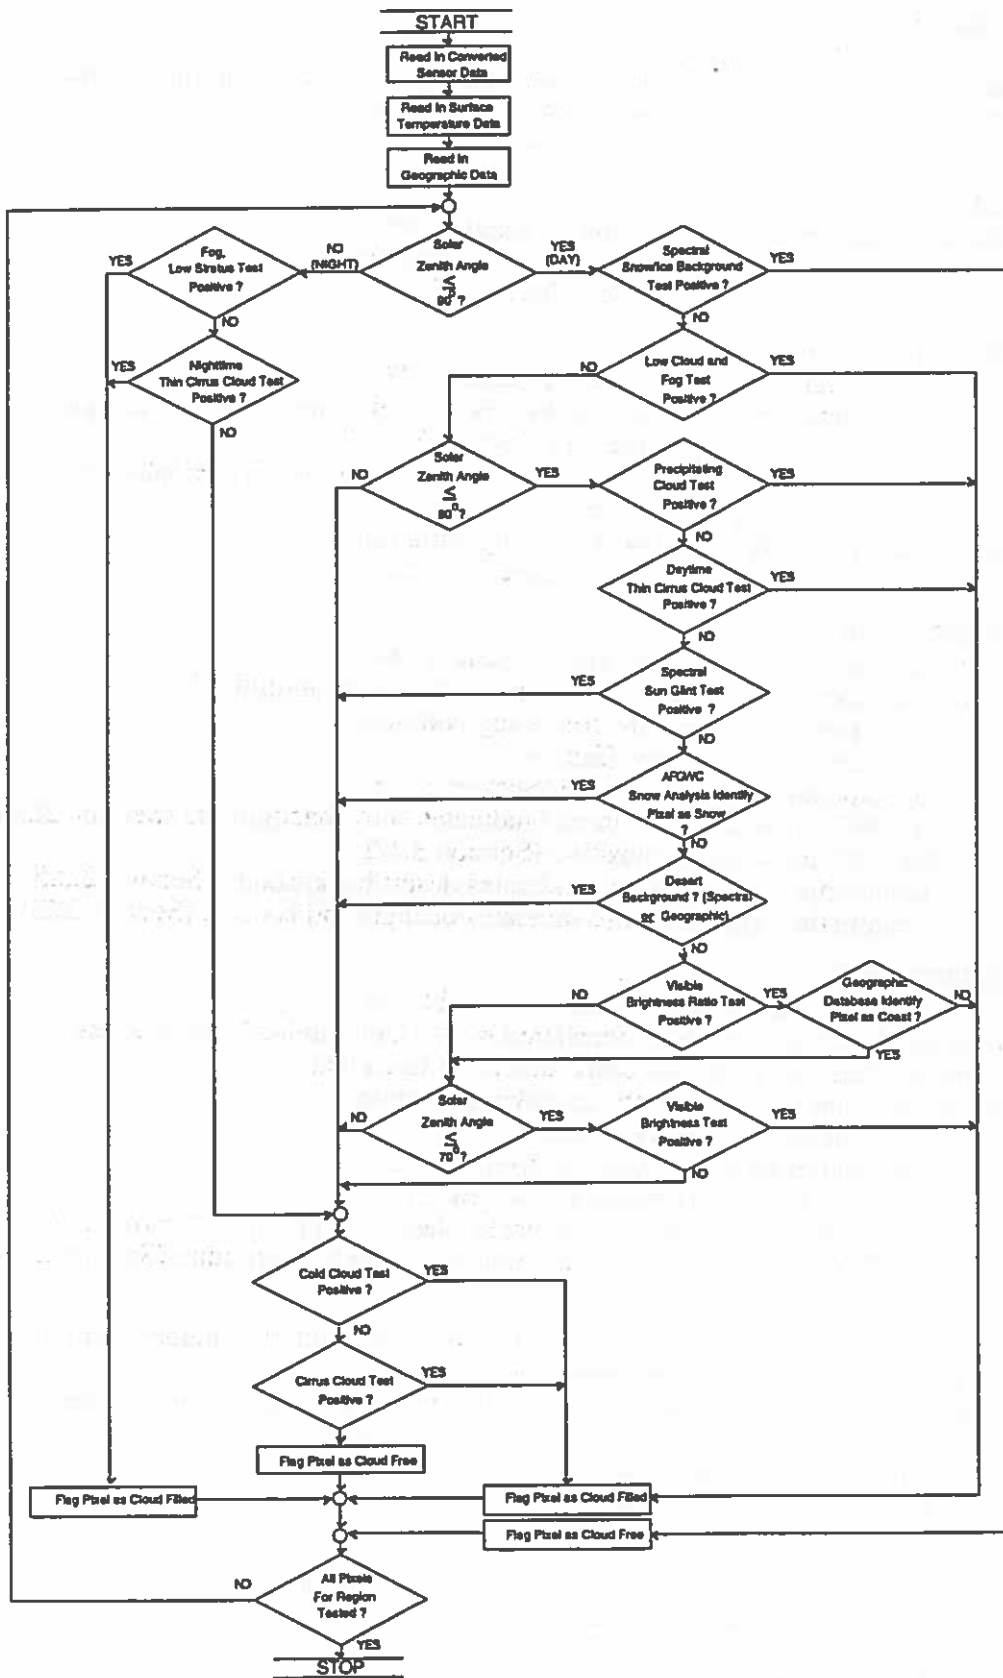 START
Read In Converted
Sensor Data
Read In Surface
Temperature Data
Read In
Geographic Data
Solar
Zenith Angle
≤
90°?
NO
(NIGHT)
YES
(DAY)
Fog,
Low Stratus Test
Positive ?
YES
NO
Nighttime
Thin Cirrus Cloud Test
Positive ?
YES
NO
Spectral
Snow/Ice Background
Test Positive ?
YES
NO
Low Cloud and
Fog Test
Positive ?
NO
YES
Solar
Zenith Angle
≤
80°?
NO
YES
Precipitating
Cloud Test
Positive ?
YES
NO
Daytime
Thin Cirrus Cloud Test
Positive ?
YES
NO
Spectral
Sun Glint Test
Positive ?
YES
NO
AFGWC
Snow Analysis Identify
Pixel as Snow
?
YES
NO
Desert
Background ? (Spectral
or Geographic)
YES
NO
Visible
Brightness Ratio Test
Positive ?
NO
YES
Geographic
Database Identify
Pixel as Coast ?
NO
YES
Solar
Zenith Angle
≤
70°?
NO
YES
Visible
Brightness Test
Positive ?
YES
NO
Cold Cloud Test
Positive ?
YES
NO
Cirrus Cloud Test
Positive ?
YES
NO
Flag Pixel as Cloud Free
Flag Pixel as Cloud Filled
Flag Pixel as Cloud Filled
Flag Pixel as Cloud Free
All Pixels
For Region
Tested ?
NO
YES
STOP